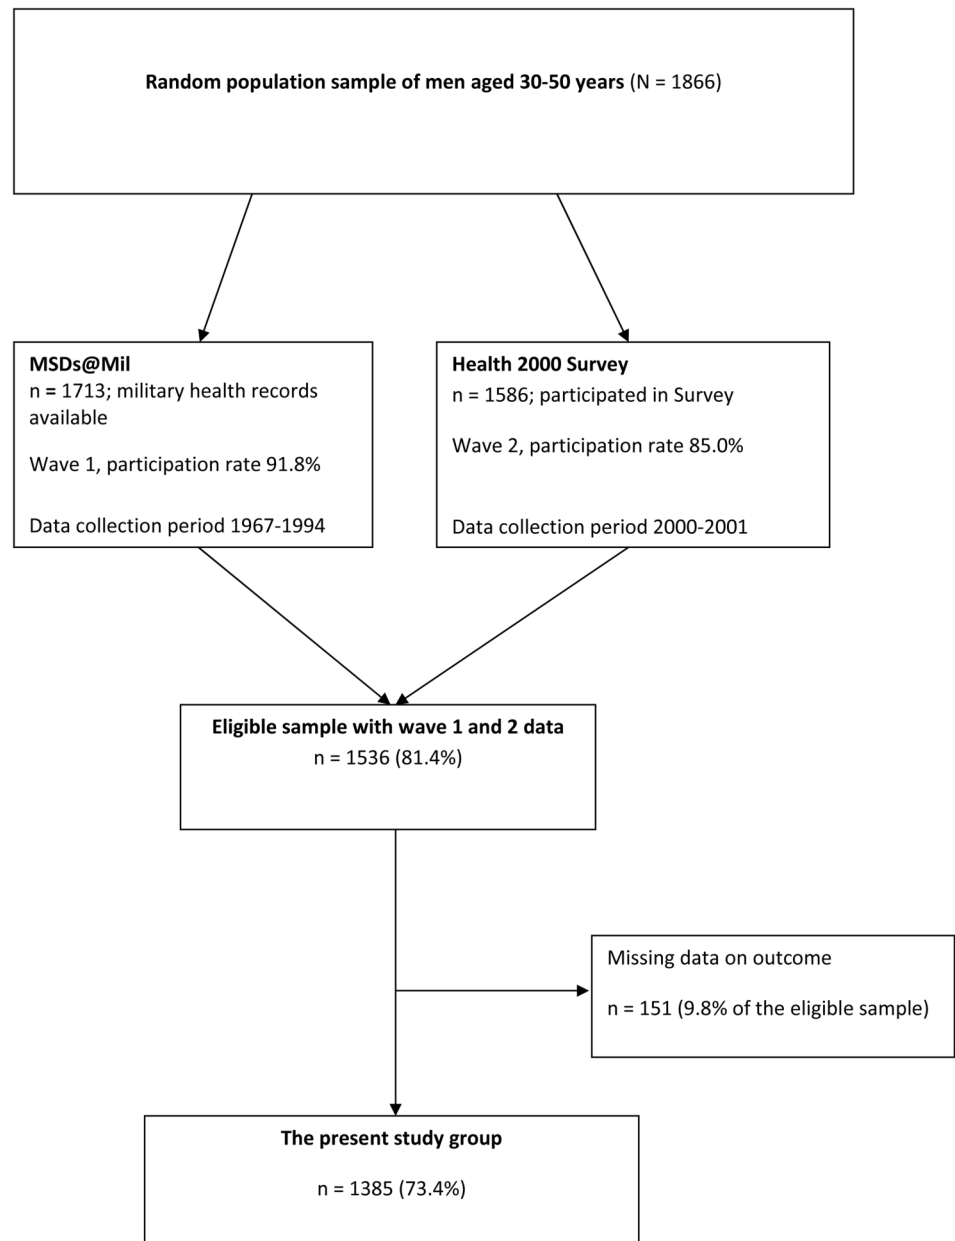 Random population sample of men aged 30-50 years (N = 1866)
MSDs@Mil
n = 1713; military health records
available
Wave 1, participation rate 91.8%
Data collection period 1967-1994
Health 2000 Survey
n = 1586; participated in Survey
Wave 2, participation rate 85.0%
Data collection period 2000-2001
Eligible sample with wave 1 and 2 data
n = 1536 (81.4%)
Missing data on outcome
n = 151 (9.8% of the eligible sample)
The present study group
n = 1385 (73.4%)